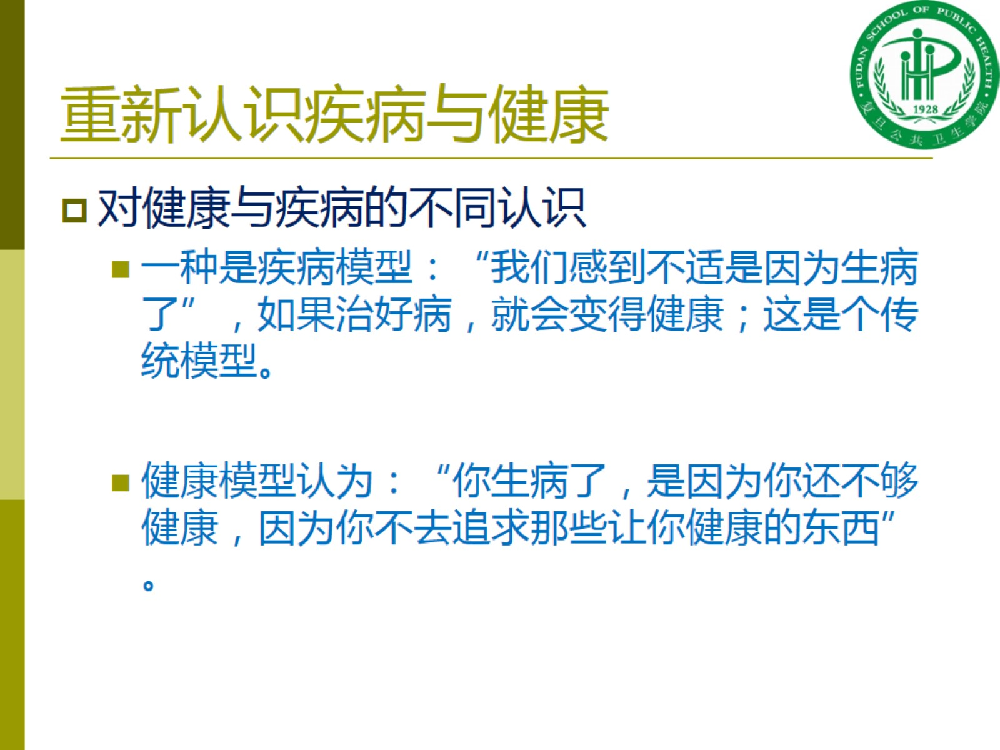 FUDAN SCHOOL OF PUBLIC HEALTH
1928
复旦公共卫生学院
重新认识疾病与健康
对健康与疾病的不同认识
一种是疾病模型：“我们感到不适是因为生病
了”，如果治好病，就会变得健康；这是个传
统模型。
健康模型认为：“你生病了，是因为你还不够
健康，因为你不去追求那些让你健康的东西”
。